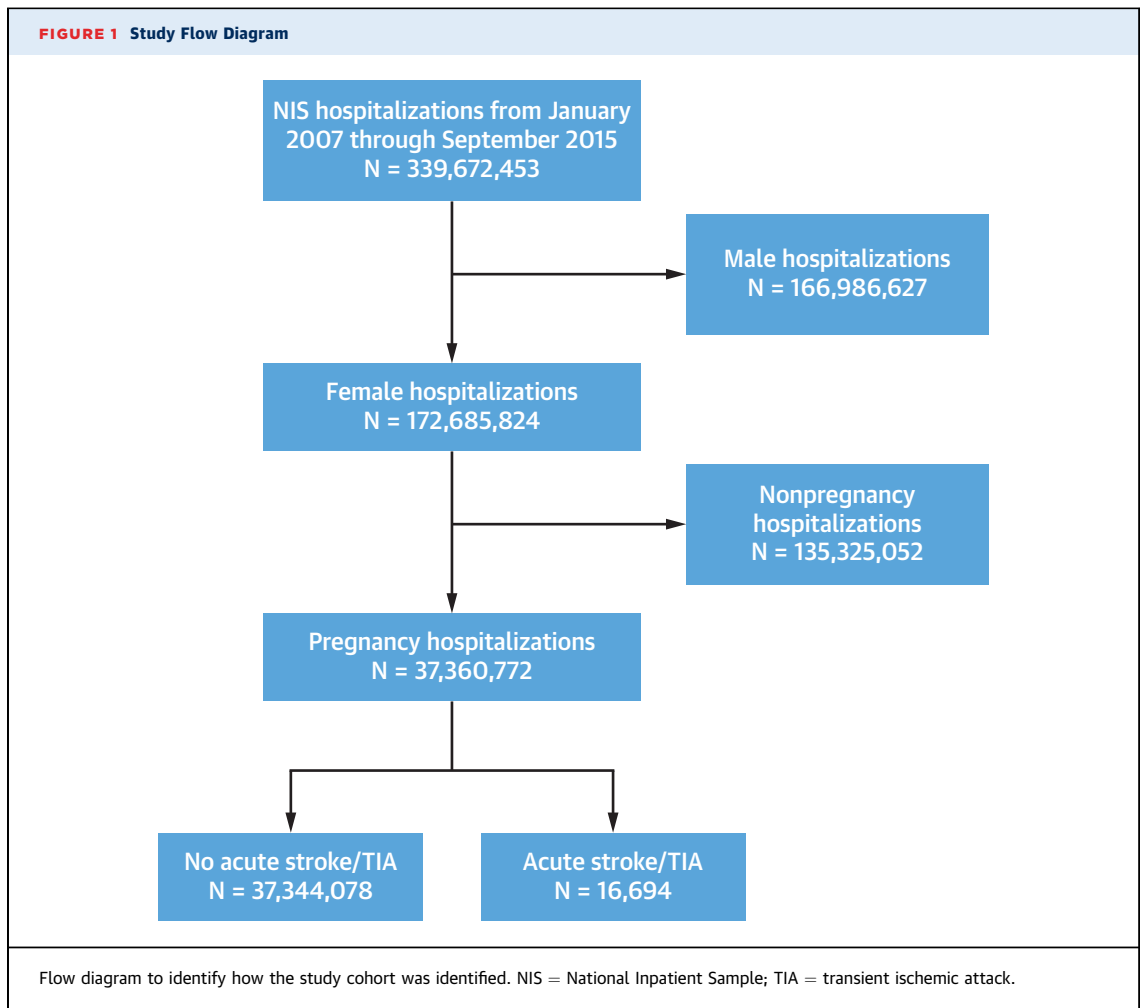 FIGURE 1 Study Flow Diagram
NIS hospitalizations from January
2007 through September 2015
N = 339,672,453
Male hospitalizations
N = 166,986,627
Female hospitalizations
N = 172,685,824
Nonpregnancy
hospitalizations
N = 135,325,052
Pregnancy hospitalizations
N = 37,360,772
No acute stroke/TIA
N = 37,344,078
Acute stroke/TIA
N = 16,694
Flow diagram to identify how the study cohort was identified. NIS = National Inpatient Sample; TIA = transient ischemic attack.